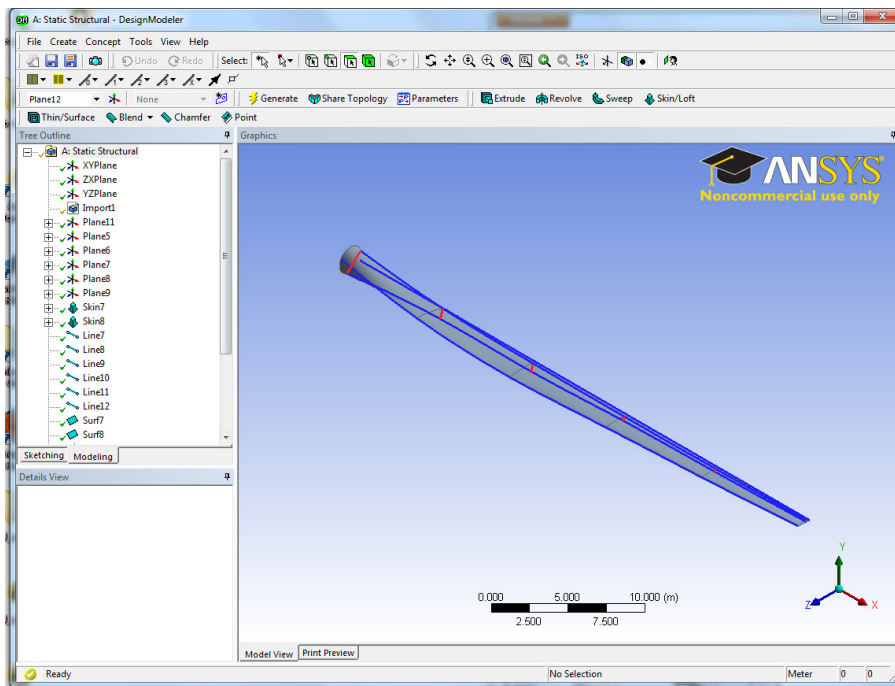 A: Static Structural - DesignModeler
File Create Concept Tools View Help
Undo Redo Select: ISO
Plane12 None Generate Share Topology Parameters Extrude Revolve Sweep Skin/Loft
Thin/Surface Blend Chamfer Point
Tree Outline
A: Static Structural
XYPlane
ZXPlane
YZPlane
Import1
Plane11
Plane5
Plane6
Plane7
Plane8
Plane9
Skin7
Skin8
Line7
Line8
Line9
Line10
Line11
Line12
Surf7
Surf8
Sketching Modeling
Details View
Graphics
ANSYS
Noncommercial use only
0.000 5.000 10.000 (m)
2.500 7.500
Y
Z X
Model View Print Preview
Ready No Selection Meter 0 0